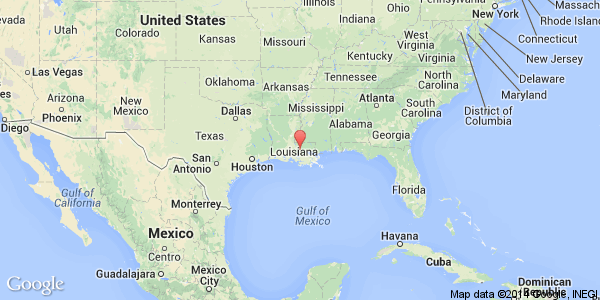 Illinois
Indiana
Pennsylvania
New York
Massach
Rhode Island
United States
Utah
Colorado
Kansas
Missouri
West
Virginia
Connecticut
Kentucky
Virginia
New Jersey
Las Vegas
Oklahoma
Tennessee
North
Carolina
Delaware
Maryland
Arizona
Phoenix
New
Mexico
Arkansas
Mississippi
Atlanta
South
Carolina
District of
Columbia
Diego
Dallas
Alabama
Georgia
Texas
San
Antonio
Houston
Louisiana
Gulf of
California
Florida
Monterrey
Gulf of
Mexico
Mexico
Havana
Centro
Cuba
Guadalajara
Mexico
City
Dominican
Republic
Google
Map data ©2014 Google, INEGI